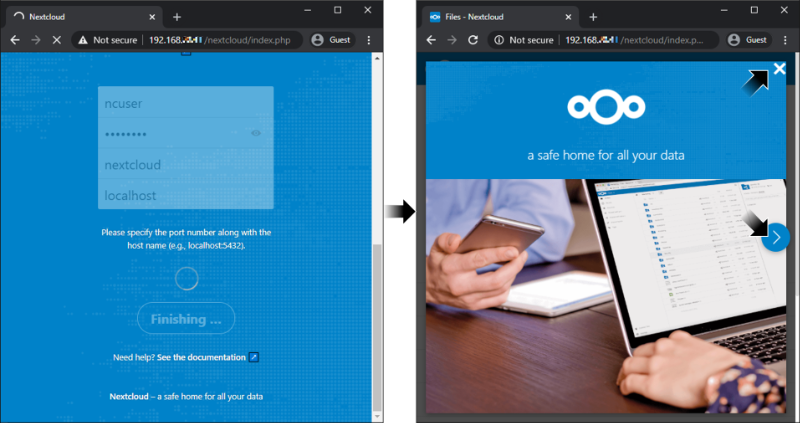 Nextcloud
Not secure
192.168.
/nextcloud/index.php
Guest
ncuser
••••••••
nextcloud
localhost
Please specify the port number along with the
host name (e.g., localhost:5432).
Finishing ...
Need help? See the documentation
Nextcloud – a safe home for all your data
Files - Nextcloud
Not secure
192.168.
/nextcloud/index.p...
Guest
a safe home for all your data